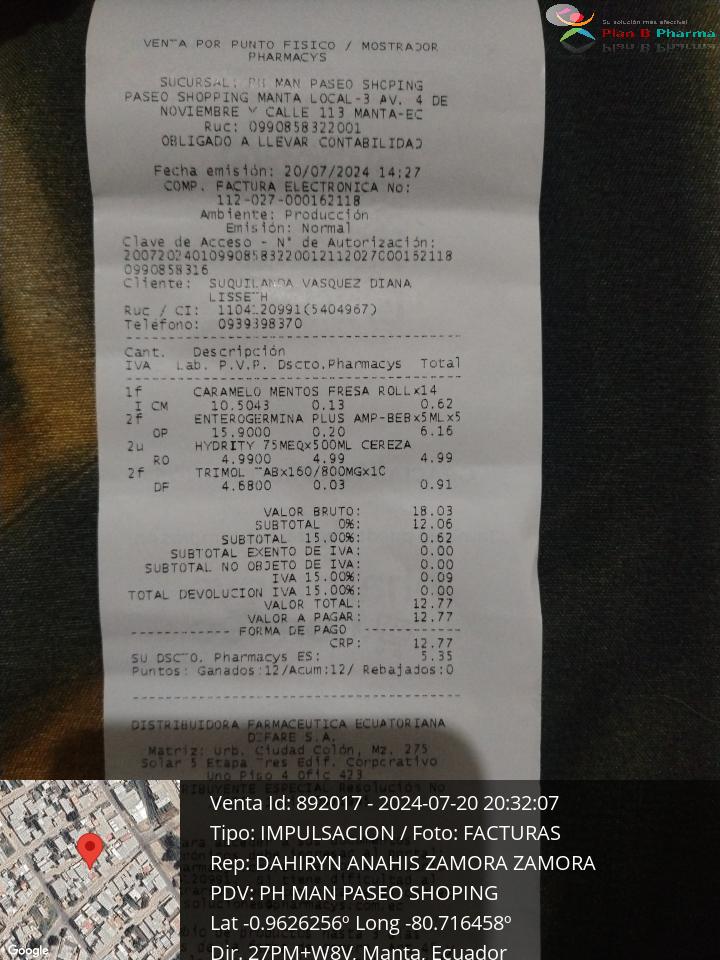 Su solución más efectiva!
Plan B Pharma
VENTA POR PUNTO FISICO / MOSTRADOR
PHARMACYS
SUCURSAL: PH MAN PASEO SHOPING
PASEO SHOPPING MANTA LOCAL-3 AV. 4 DE
NOVIEMBRE Y CALLE 113 MANTA-EC
Ruc: 0990858322001
OBLIGADO A LLEVAR CONTABILIDAD
Fecha emisión: 20/07/2024 14:27
COMP. FACTURA ELECTRONICA No:
112-027-000162118
Ambiente: Producción
Emisión: Normal
Clave de Acceso - N° de Autorización:
0990858316
Cliente: SUQUILANDA VASQUEZ DIANA
LISSETH
Ruc / CI: (5404967)
Teléfono: 0939398370
Cant. Descripción
IVA Lab. P.V.P. Dscto.Pharmacys Total
1f CARAMELO MENTOS FRESA ROLLx14
I CM 10.5043 0.13 0.62
2f ENTEROGERMINA PLUS AMP-BEBx5MLx5
OP 15.9000 0.20 6.16
2u HYDRITY 75MEQx500ML CEREZA
RO 4.9900 4.99 4.99
2f TRIMOL TABx160/800MGx10
DF 4.6800 0.03 0.91
VALOR BRUTO: 18.03
SUBTOTAL 0%: 12.06
SUBTOTAL 15.00%: 0.62
SUBTOTAL EXENTO DE IVA: 0.00
SUBTOTAL NO OBJETO DE IVA: 0.00
IVA 15.00%: 0.09
TOTAL DEVOLUCION IVA 15.00%: 0.00
VALOR TOTAL: 12.77
VALOR A PAGAR: 12.77
------------ FORMA DE PAGO ------------
CRP: 12.77
SU DSCTO. Pharmacys ES: 5.35
Puntos: Ganados:12/Acum:12/ Rebajados:0
DISTRIBUIDORA FARMACEUTICA ECUATORIANA
DIFARE S.A.
Matriz: Urb. Ciudad Colón, Mz. 275
Solar 5 Etapa Tres Edif. Corporativo
Uno Piso 4 Ofic 423
Venta Id: 892017 - 2024-07-20 20:32:07
Tipo: IMPULSACION / Foto: FACTURAS
Rep: DAHIRYN ANAHIS ZAMORA ZAMORA
PDV: PH MAN PASEO SHOPING
Lat -0.9626256º Long -80.716458º
Dir. 27PM+W8V, Manta, Ecuador
Google